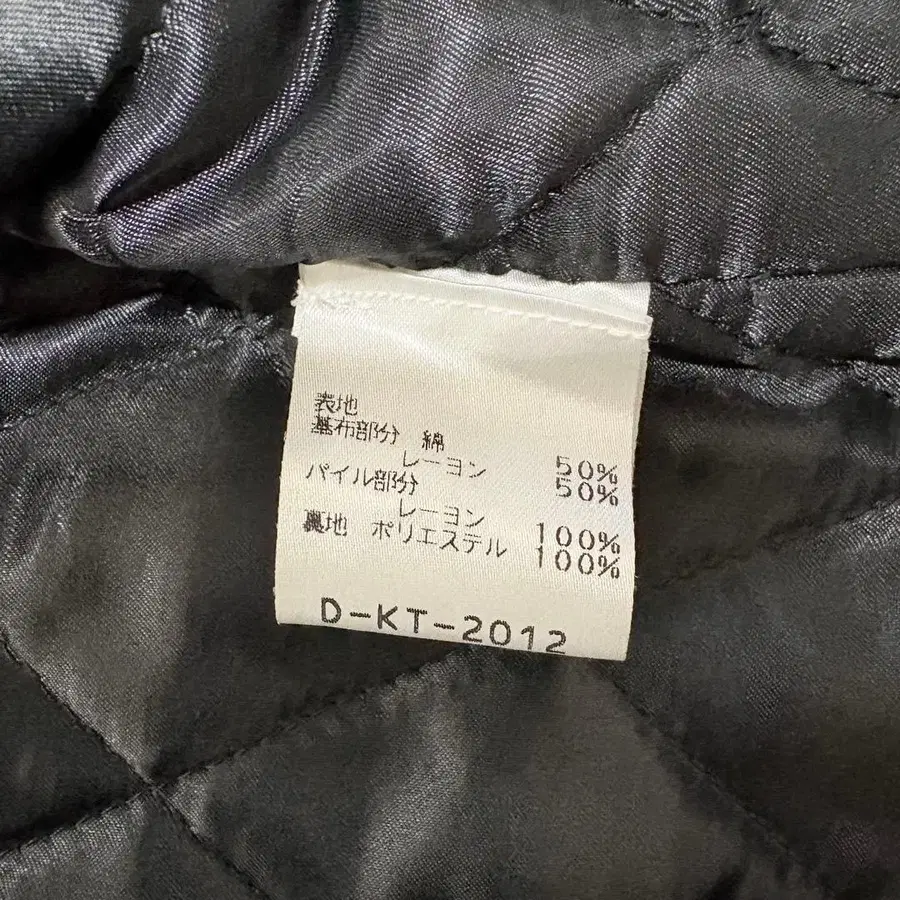 表地
基布部分 綿 50%
レーヨン 50%
パイル部分
レーヨン 100%
裏地 ポリエステル 100%
D-KT-2012